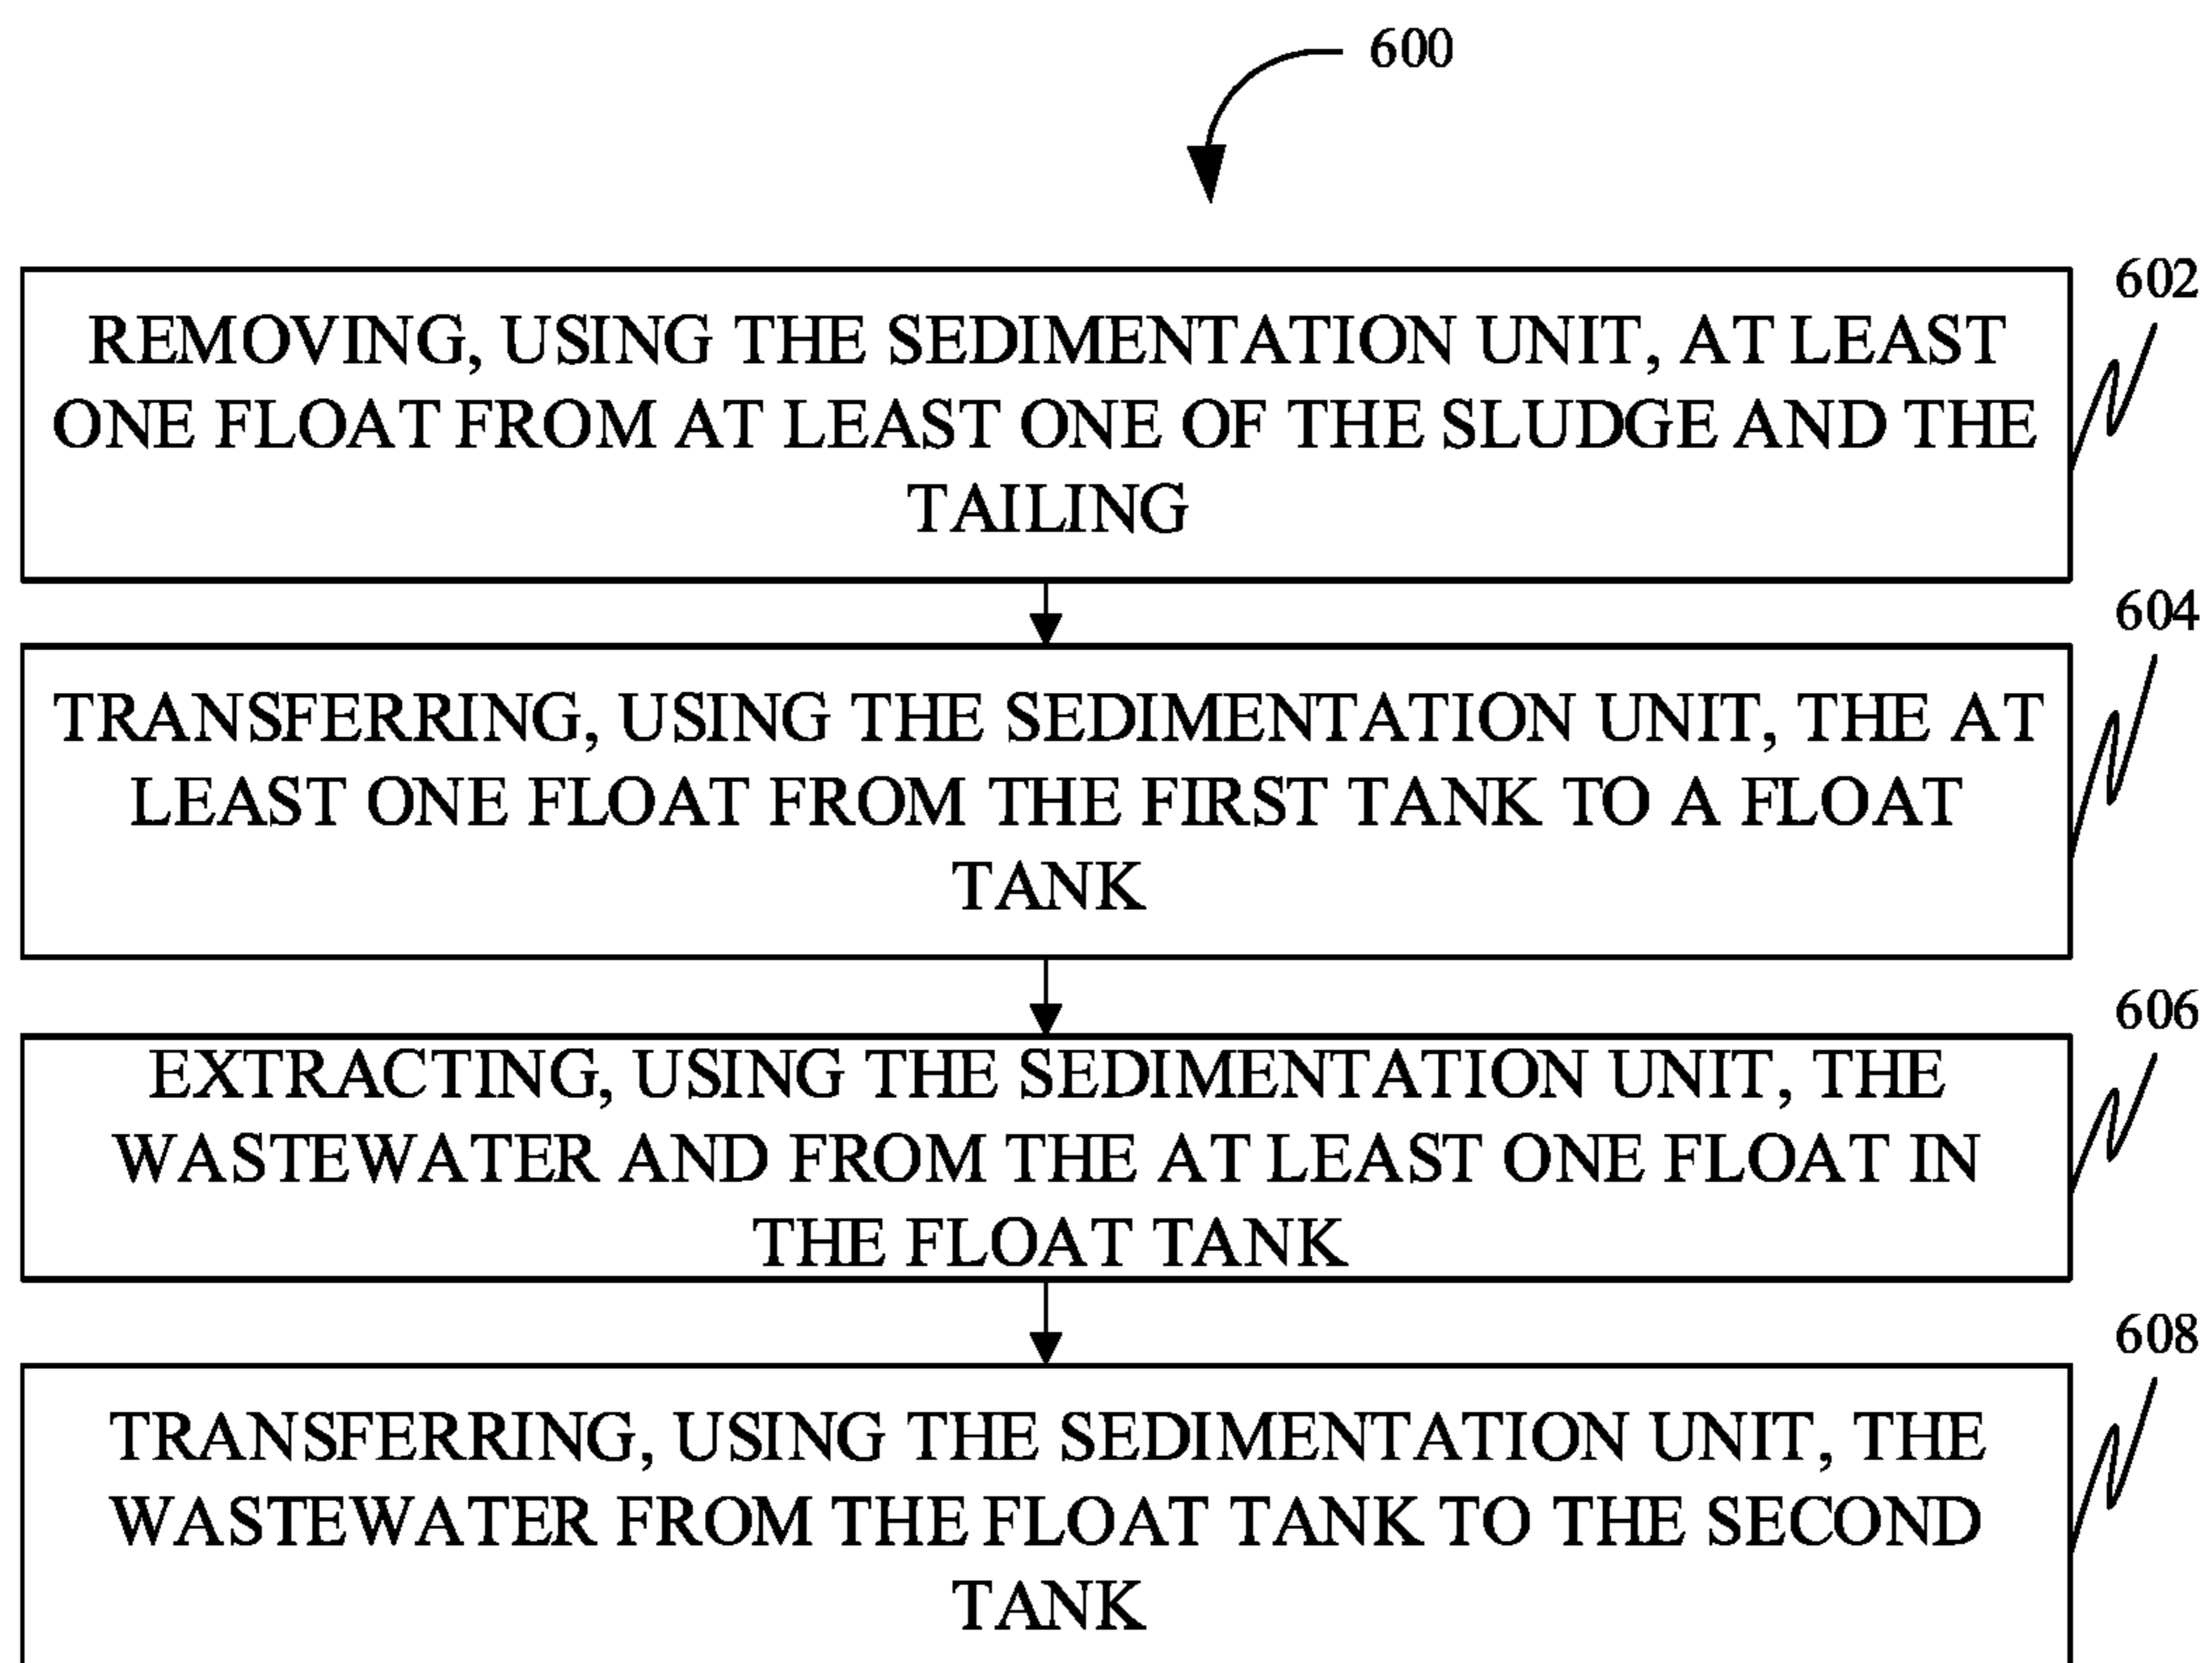 600
602
REMOVING, USING THE SEDIMENTATION UNIT, AT LEAST
ONE FLOAT FROM AT LEAST ONE OF THE SLUDGE AND THE
TAILING
604
TRANSFERRING, USING THE SEDIMENTATION UNIT, THE AT
LEAST ONE FLOAT FROM THE FIRST TANK TO A FLOAT
TANK
606
EXTRACTING, USING THE SEDIMENTATION UNIT, THE
WASTEWATER AND FROM THE AT LEAST ONE FLOAT IN
THE FLOAT TANK
608
TRANSFERRING, USING THE SEDIMENTATION UNIT, THE
WASTEWATER FROM THE FLOAT TANK TO THE SECOND
TANK